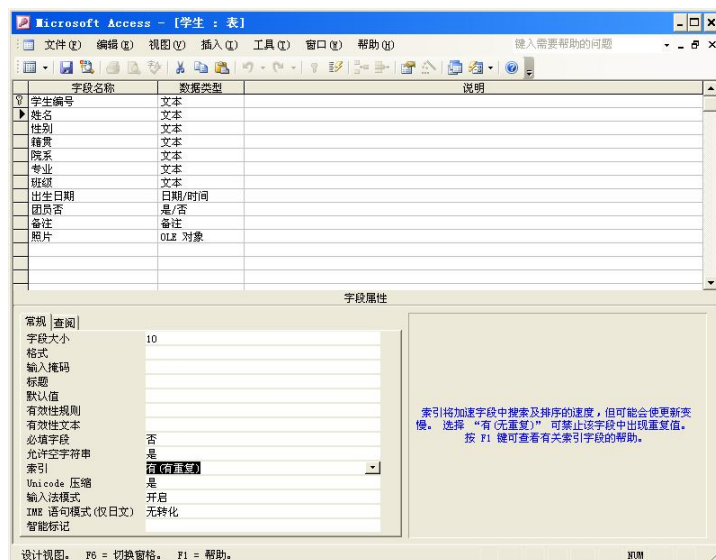 Microsoft Access - [学生 : 表]
文件(F) 编辑(E) 视图(V) 插入(I) 工具(T) 窗口(W) 帮助(H) 键入需要帮助的问题
字段名称 数据类型 说明
学生编号 文本
姓名 文本
性别 文本
籍贯 文本
院系 文本
专业 文本
班级 文本
出生日期 日期/时间
团员否 是/否
备注 备注
照片 OLE 对象
字段属性
常规 查阅
字段大小 10
格式
输入掩码
标题
默认值
有效性规则
有效性文本
必填字段 否
允许空字符串 是
索引 有(有重复)
Unicode 压缩 是
输入法模式 开启
IME 语句模式(仅日文) 无转化
智能标记
索引将加速字段中搜索及排序的速度，但可能会使更新变
慢。 选择 “有(无重复)” 可禁止该字段中出现重复值。
按 F1 键可查看有关索引字段的帮助。
设计视图。 F6 = 切换窗格。 F1 = 帮助。 NUM